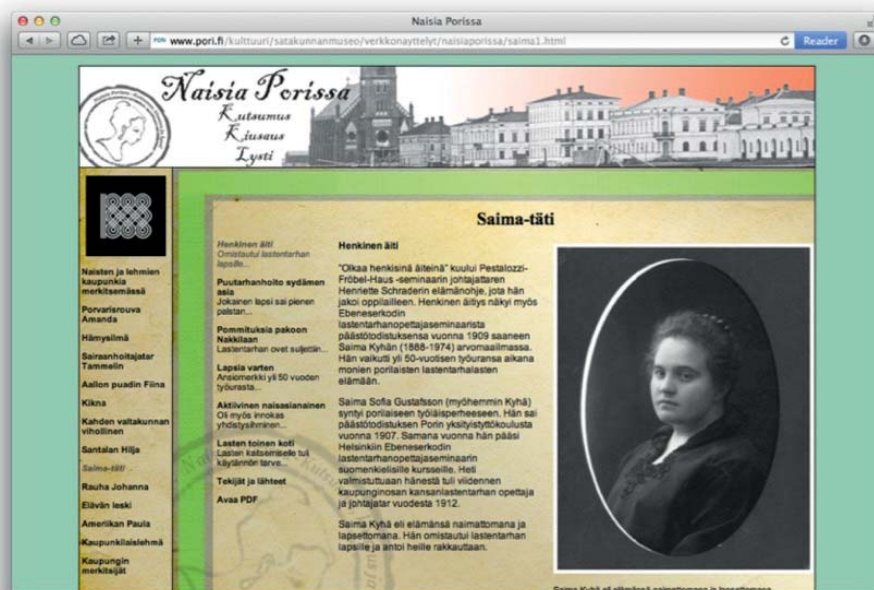 Naisia Porissa
www.pori.fi/kulttuuri/satakunnanmuseo/verkkonayttelyt/naisiaporissa/saima1.html
Reader
Naisia Porissa
Kutsumus
Kiusaus
Lysti
Naisten ja lehmien
kaupunkia
merkitsemässä
Porvarisrouva
Amanda
Hämysilmä
Sairaanhoitajatar
Tammelin
Aallon puadin Fiina
Kikna
Kahden valtakunnan
vihollinen
Santalan Hilja
Saima-täti
Rauha Johanna
Elävän leski
Ameriikan Paula
Kaupunkilaislehmä
Kaupungin
merkitsijät
Saima-täti
Henkinen äiti
Omistautui lastentarhan
lapsille...
Puutarhanhoito sydämen
asia
Jokainen lapsi sai pienen
palstan...
Pommituksia pakoon
Nakkilaan
Lastentarhan ovet suljettiin...
Lapsia varten
Ansiomerkki yli 50 vuoden
työurasta...
Aktiivinen naisasianainen
Oli myös innokas
yhdistysihminen...
Lasten toinen koti
Lasten kaitsemiselle tuli
käytännön tarve...
Tekijät ja lähteet
Avaa PDF
Henkinen äiti
"Olkaa henkisinä äiteinä" kuului Pestalozzi-
Fröbel-Haus -seminaarin johtajattaren
Henriette Schraderin elämänohje, jota hän
jakoi oppilailleen. Henkinen äitiys näkyi myös
Ebeneserkodin
lastentarhanopettajaseminaarista
päästötodistuksensa vuonna 1909 saaneen
Saima Kyhän (1888-1974) arvomaailmassa.
Hän vaikutti yli 50-vuotisen työuransa aikana
monien porilaisten lastentarhalasten
elämään.
Saima Sofia Gustafsson (myöhemmin Kyhä)
syntyi porilaiseen työläisperheeseen. Hän sai
päästötodistuksen Porin yksityistyttökoulusta
vuonna 1907. Samana vuonna hän pääsi
Helsinkiin Ebeneserkodin
lastentarhanopettajaseminaarin
suomenkielisille kursseille. Heti
valmistuttuaan hänestä tuli viidennen
kaupunginosan kansanlastentarhan opettaja
ja johtajatar vuodesta 1912.
Saima Kyhä eli elämänsä naimattomana ja
lapsettomana. Hän omistautui lastentarhan
lapsille ja antoi heille rakkauttaan.
Saima Kyhä eli elämänsä naimattomana ja lapsettomana.